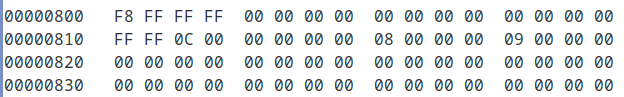 00000800 F8 FF FF FF 00 00 00 00 00 00 00 00 00 00 00 00
00000810 FF FF 0C 00 00 00 00 00 08 00 00 00 09 00 00 00
00000820 00 00 00 00 00 00 00 00 00 00 00 00 00 00 00 00
00000830 00 00 00 00 00 00 00 00 00 00 00 00 00 00 00 00